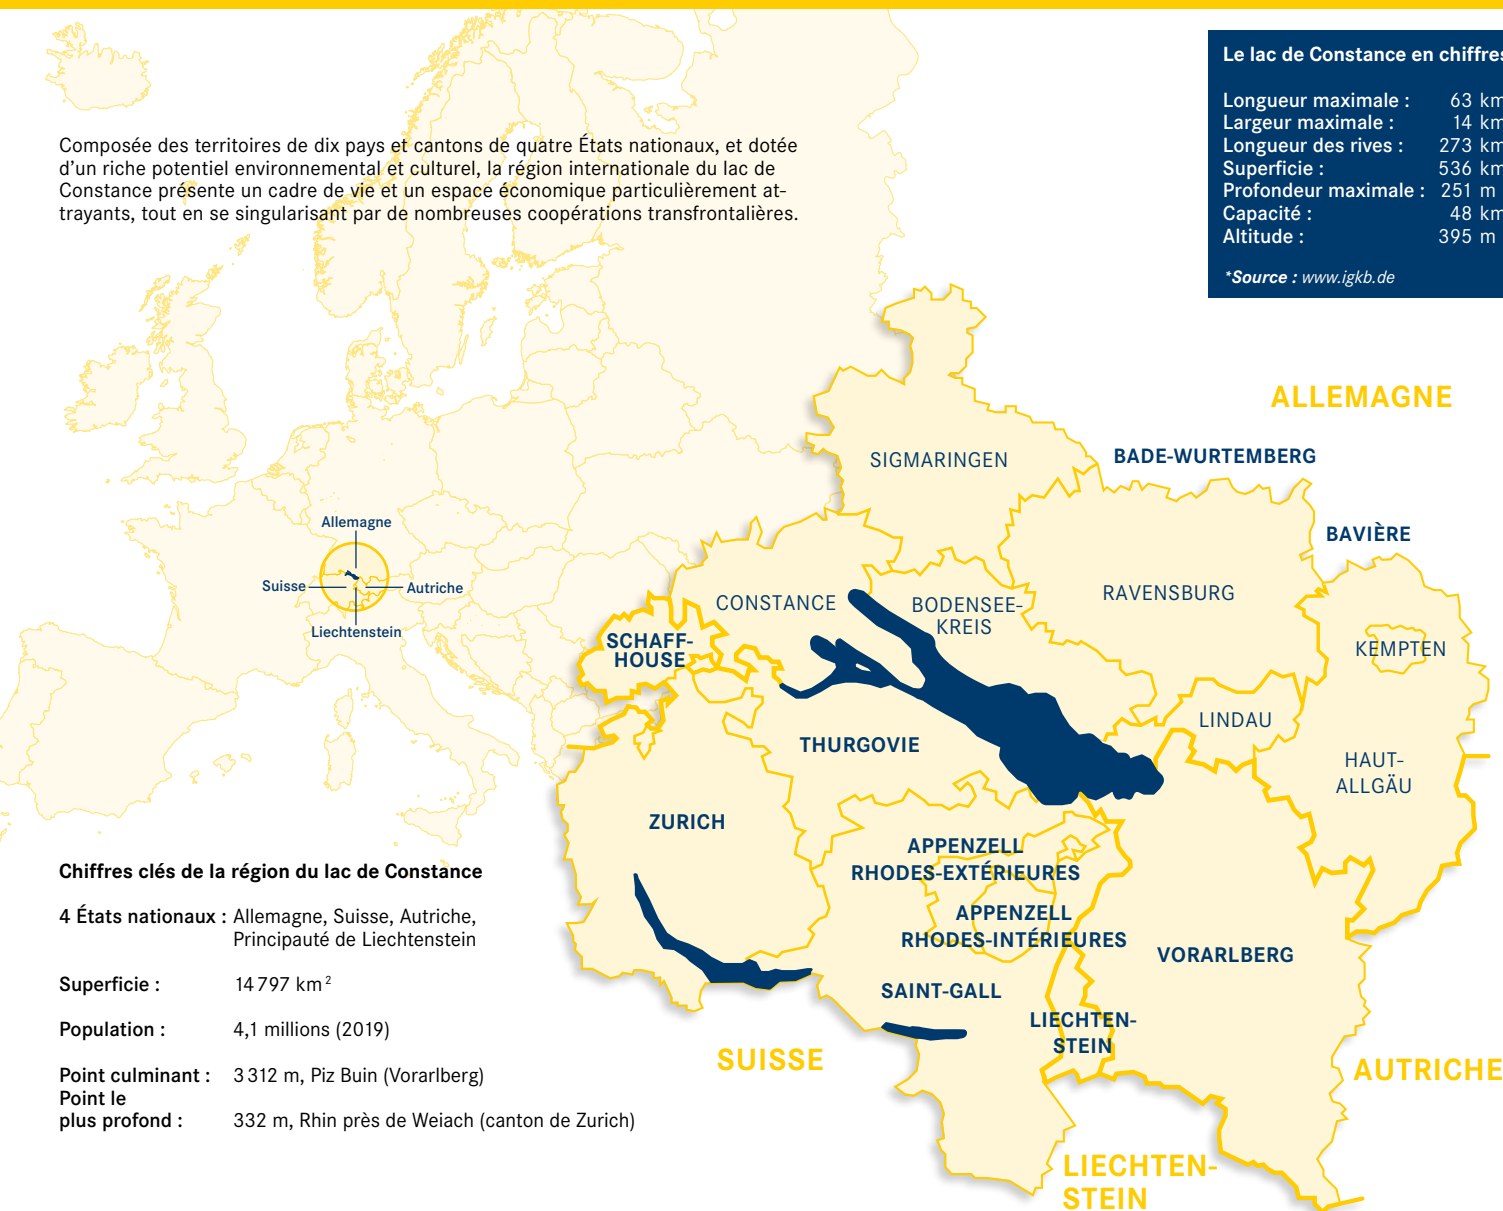 Le lac de Constance en chiffres
Longueur maximale : 63 km
Largeur maximale : 14 km
Longueur des rives : 273 km
Superficie : 536 km
Profondeur maximale : 251 m
Capacité : 48 km
Altitude : 395 m
*Source : www.igkb.de
Composée des territoires de dix pays et cantons de quatre États nationaux, et dotée
d'un riche potentiel environnemental et culturel, la région internationale du lac de
Constance présente un cadre de vie et un espace économique particulièrement at-
trayants, tout en se singularisant par de nombreuses coopérations transfrontalières.
ALLEMAGNE
SIGMARINGEN
BADE-WURTEMBERG
BAVIÈRE
Allemagne
Suisse
Autriche
Liechtenstein
CONSTANCE
BODENSEE-
KREIS
RAVENSBURG
SCHAFF-
HOUSE
KEMPTEN
LINDAU
THURGOVIE
HAUT-
ALLGÄU
ZURICH
APPENZELL
RHODES-EXTÉRIEURES
APPENZELL
RHODES-INTÉRIEURES
VORARLBERG
SAINT-GALL
LIECHTEN-
STEIN
SUISSE
AUTRICHE
LIECHTEN-
STEIN
Chiffres clés de la région du lac de Constance
4 États nationaux : Allemagne, Suisse, Autriche,
Principauté de Liechtenstein
Superficie : 14 797 km²
Population : 4,1 millions (2019)
Point culminant : 3 312 m, Piz Buin (Vorarlberg)
Point le
plus profond : 332 m, Rhin près de Weiach (canton de Zurich)